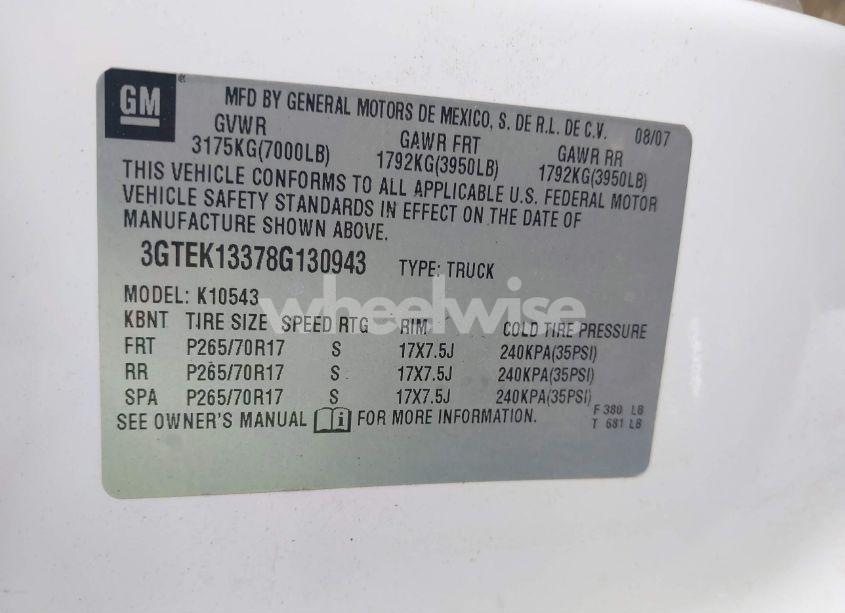 GM
MFD BY GENERAL MOTORS DE MEXICO, S. DE R.L. DE C.V. 08/07
GVWR GAWR FRT GAWR RR
3175KG(7000LB) 1792KG(3950LB) 1792KG(3950LB)
THIS VEHICLE CONFORMS TO ALL APPLICABLE U.S. FEDERAL MOTOR
VEHICLE SAFETY STANDARDS IN EFFECT ON THE DATE OF
MANUFACTURE SHOWN ABOVE.
3GTEK13378G130943 TYPE: TRUCK
MODEL: K10543
wheelwise
KBNT TIRE SIZE SPEED RTG RIM COLD TIRE PRESSURE
FRT P265/70R17 S 17X7.5J 240KPA(35PSI)
RR P265/70R17 S 17X7.5J 240KPA(35PSI)
SPA P265/70R17 S 17X7.5J 240KPA(35PSI)
SEE OWNER'S MANUAL i FOR MORE INFORMATION.
F 380 LB
T 681 LB